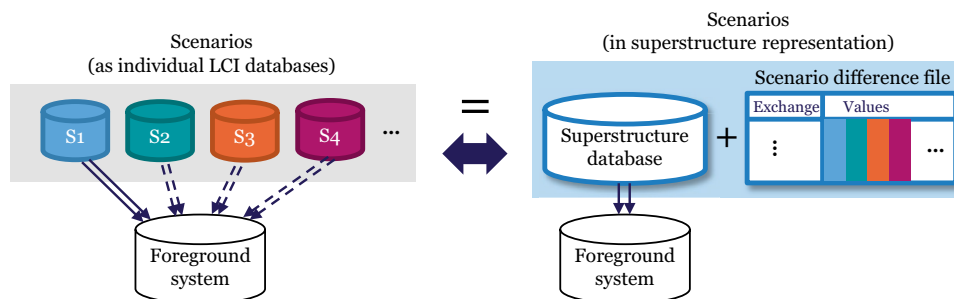 Scenarios
(as individual LCI databases)
S1
S2
S3
S4
...
Foreground
system
=
Scenarios
(in superstructure representation)
Superstructure
database
+
Scenario difference file
Exchange
Values
⋮
...
Foreground
system